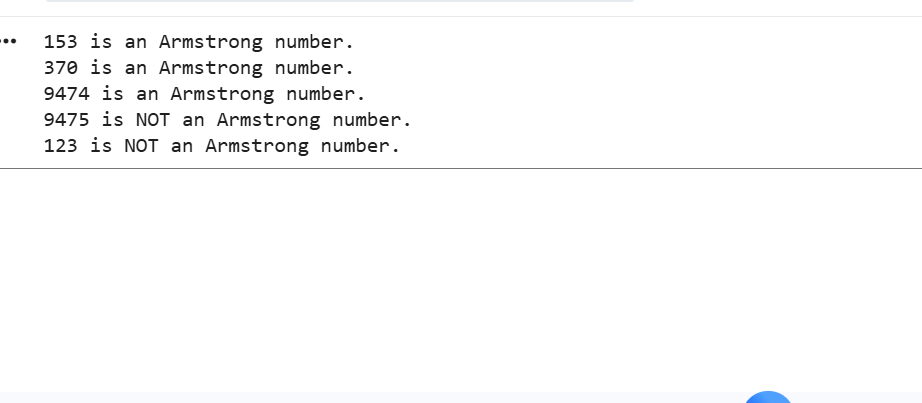 153 is an Armstrong number.
370 is an Armstrong number.
9474 is an Armstrong number.
9475 is NOT an Armstrong number.
123 is NOT an Armstrong number.